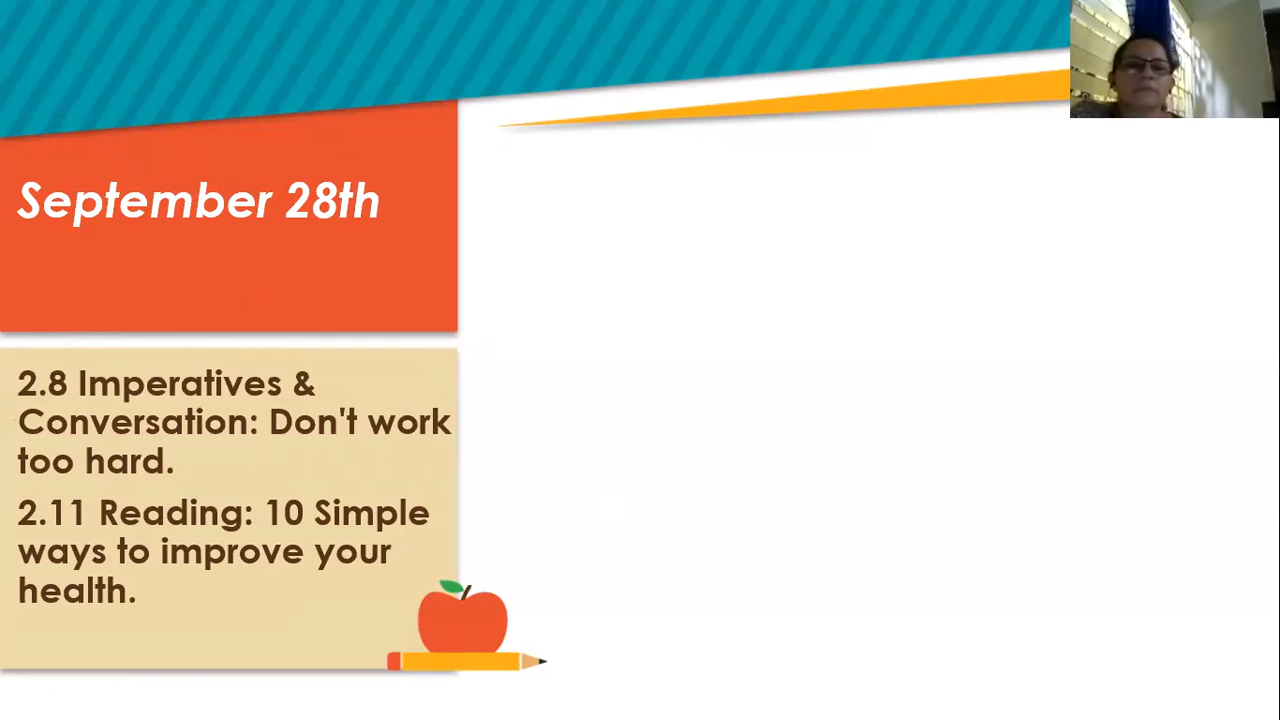 September 28th
2.8 Imperatives &
Conversation: Don't work
too hard.
2.11 Reading: 10 Simple
ways to improve your
health.